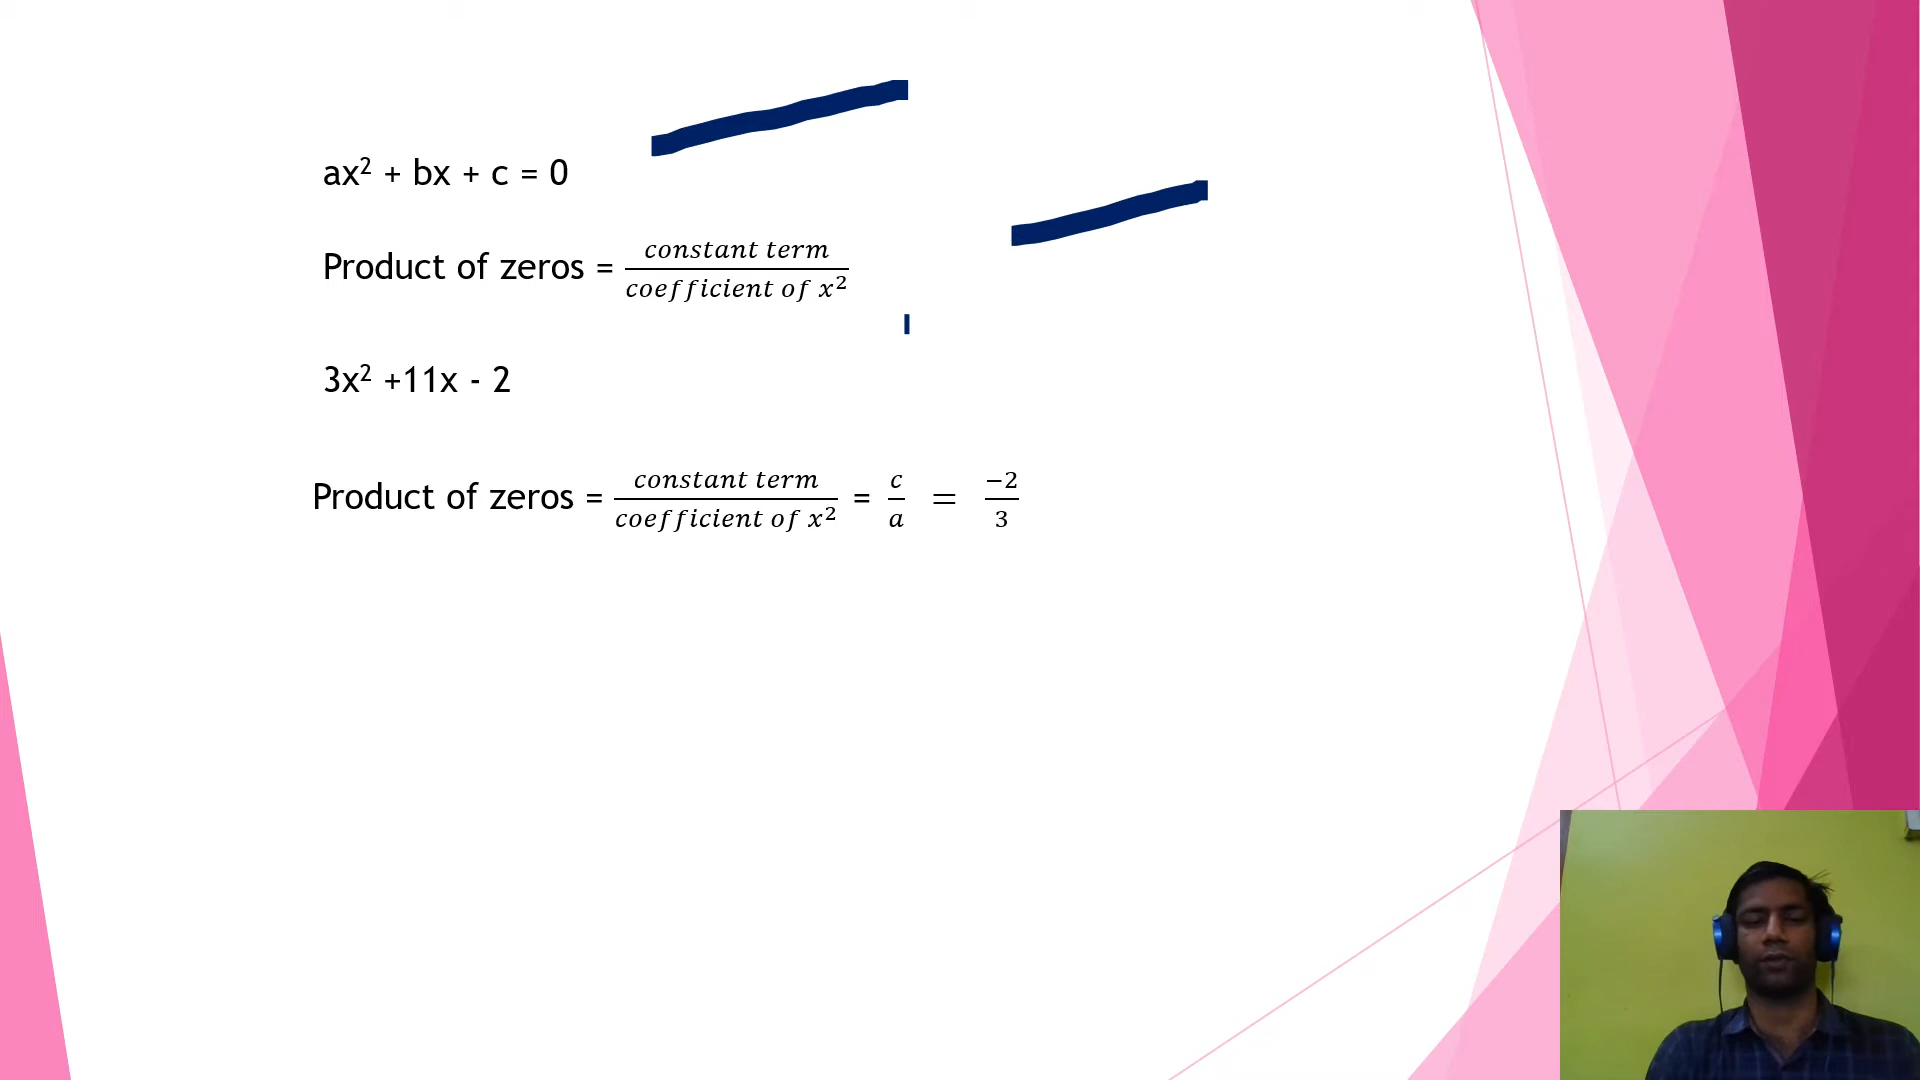 ax² + bx + c = 0
Product of zeros = constant term / coefficient of x²
3x² +11x - 2
Product of zeros = constant term / coefficient of x² = c / a = −2 / 3